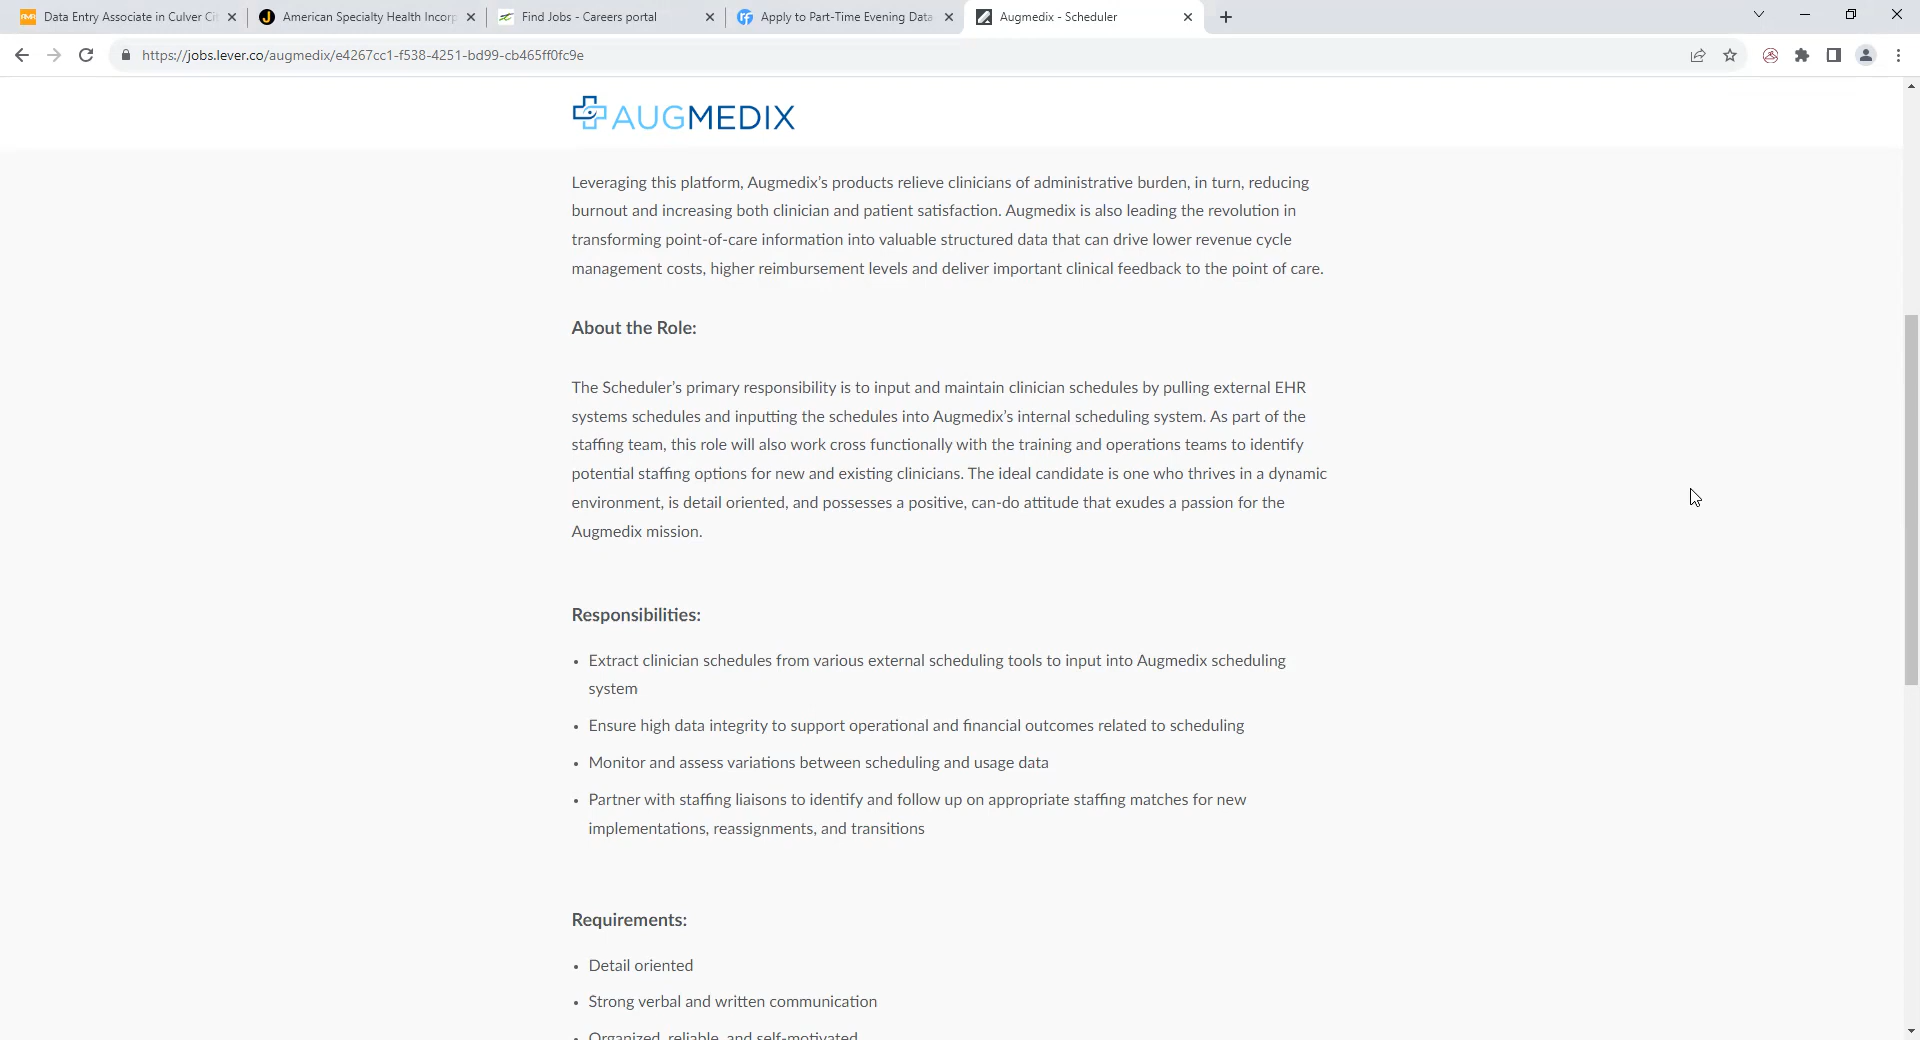 Data Entry Associate in Culver Ci
American Specialty Health Incorp
Find Jobs - Careers portal
Apply to Part-Time Evening Data
Augmedix - Scheduler
https://jobs.lever.co/augmedix/e4267cc1-f538-4251-bd99-cb465ff0fc9e
AUGMEDIX
Leveraging this platform, Augmedix’s products relieve clinicians of administrative burden, in turn, reducing
burnout and increasing both clinician and patient satisfaction. Augmedix is also leading the revolution in
transforming point-of-care information into valuable structured data that can drive lower revenue cycle
management costs, higher reimbursement levels and deliver important clinical feedback to the point of care.
About the Role:
The Scheduler’s primary responsibility is to input and maintain clinician schedules by pulling external EHR
systems schedules and inputting the schedules into Augmedix’s internal scheduling system. As part of the
staffing team, this role will also work cross functionally with the training and operations teams to identify
potential staffing options for new and existing clinicians. The ideal candidate is one who thrives in a dynamic
environment, is detail oriented, and possesses a positive, can-do attitude that exudes a passion for the
Augmedix mission.
Responsibilities:
• Extract clinician schedules from various external scheduling tools to input into Augmedix scheduling
system
• Ensure high data integrity to support operational and financial outcomes related to scheduling
• Monitor and assess variations between scheduling and usage data
• Partner with staffing liaisons to identify and follow up on appropriate staffing matches for new
implementations, reassignments, and transitions
Requirements:
• Detail oriented
• Strong verbal and written communication
• Organized, reliable, and self-motivated